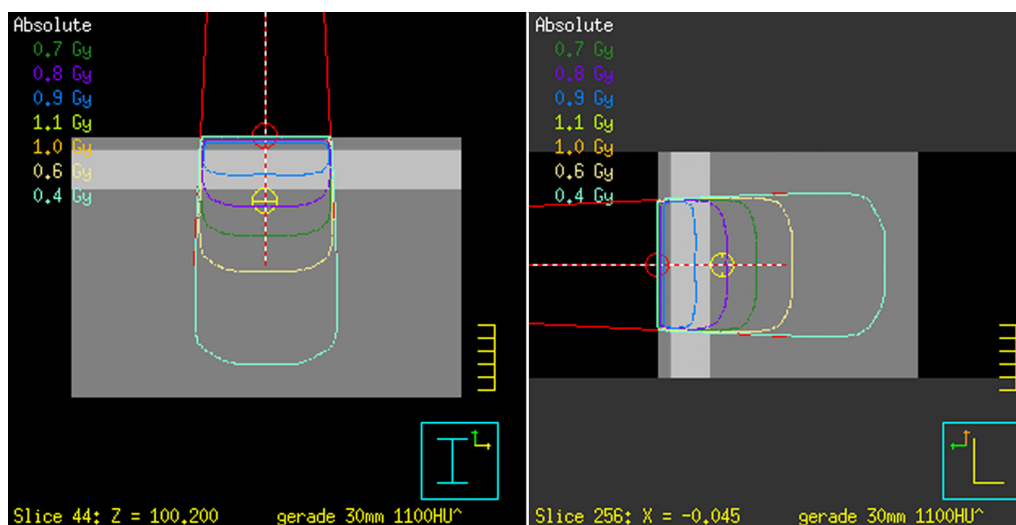 Absolute
0.7 Gy
0.8 Gy
0.9 Gy
1.1 Gy
1.0 Gy
0.6 Gy
0.4 Gy
Slice 44: Z = 100.200 gerade 30mm 1100HU^
Absolute
0.7 Gy
0.8 Gy
0.9 Gy
1.1 Gy
1.0 Gy
0.6 Gy
0.4 Gy
Slice 256: X = -0.045 gerade 30mm 1100HU^